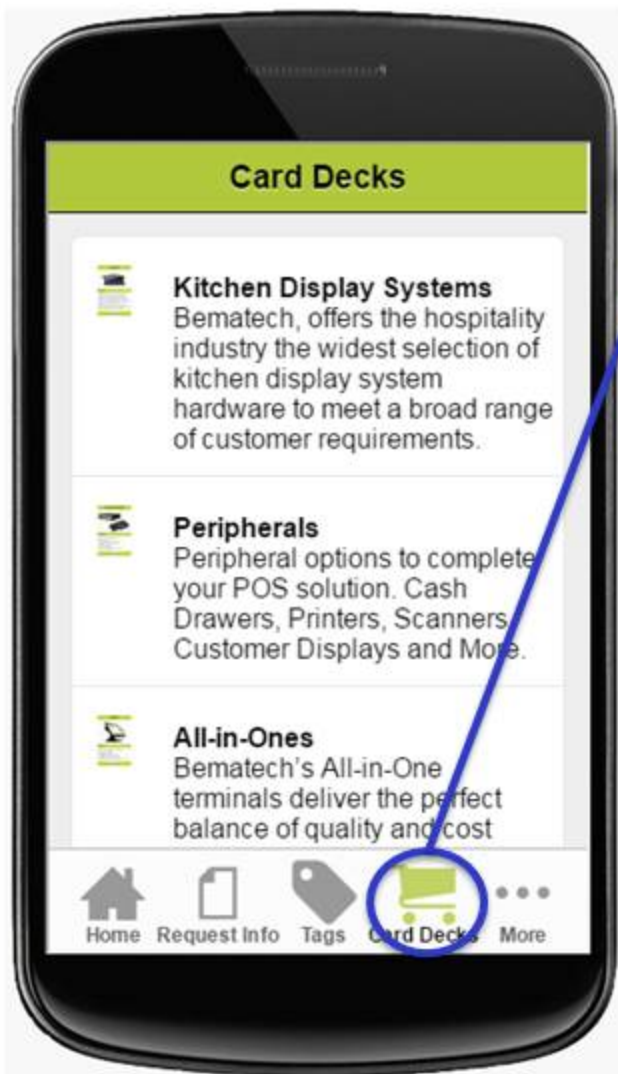 Card Decks
Kitchen Display Systems
Bematech, offers the hospitality
industry the widest selection of
kitchen display system
hardware to meet a broad range
of customer requirements.
Peripherals
Peripheral options to complete
your POS solution. Cash
Drawers, Printers, Scanners,
Customer Displays and More.
All-in-Ones
Bematech's All-in-One
terminals deliver the perfect
balance of quality and cost
Home Request Info Tags Card Decks More